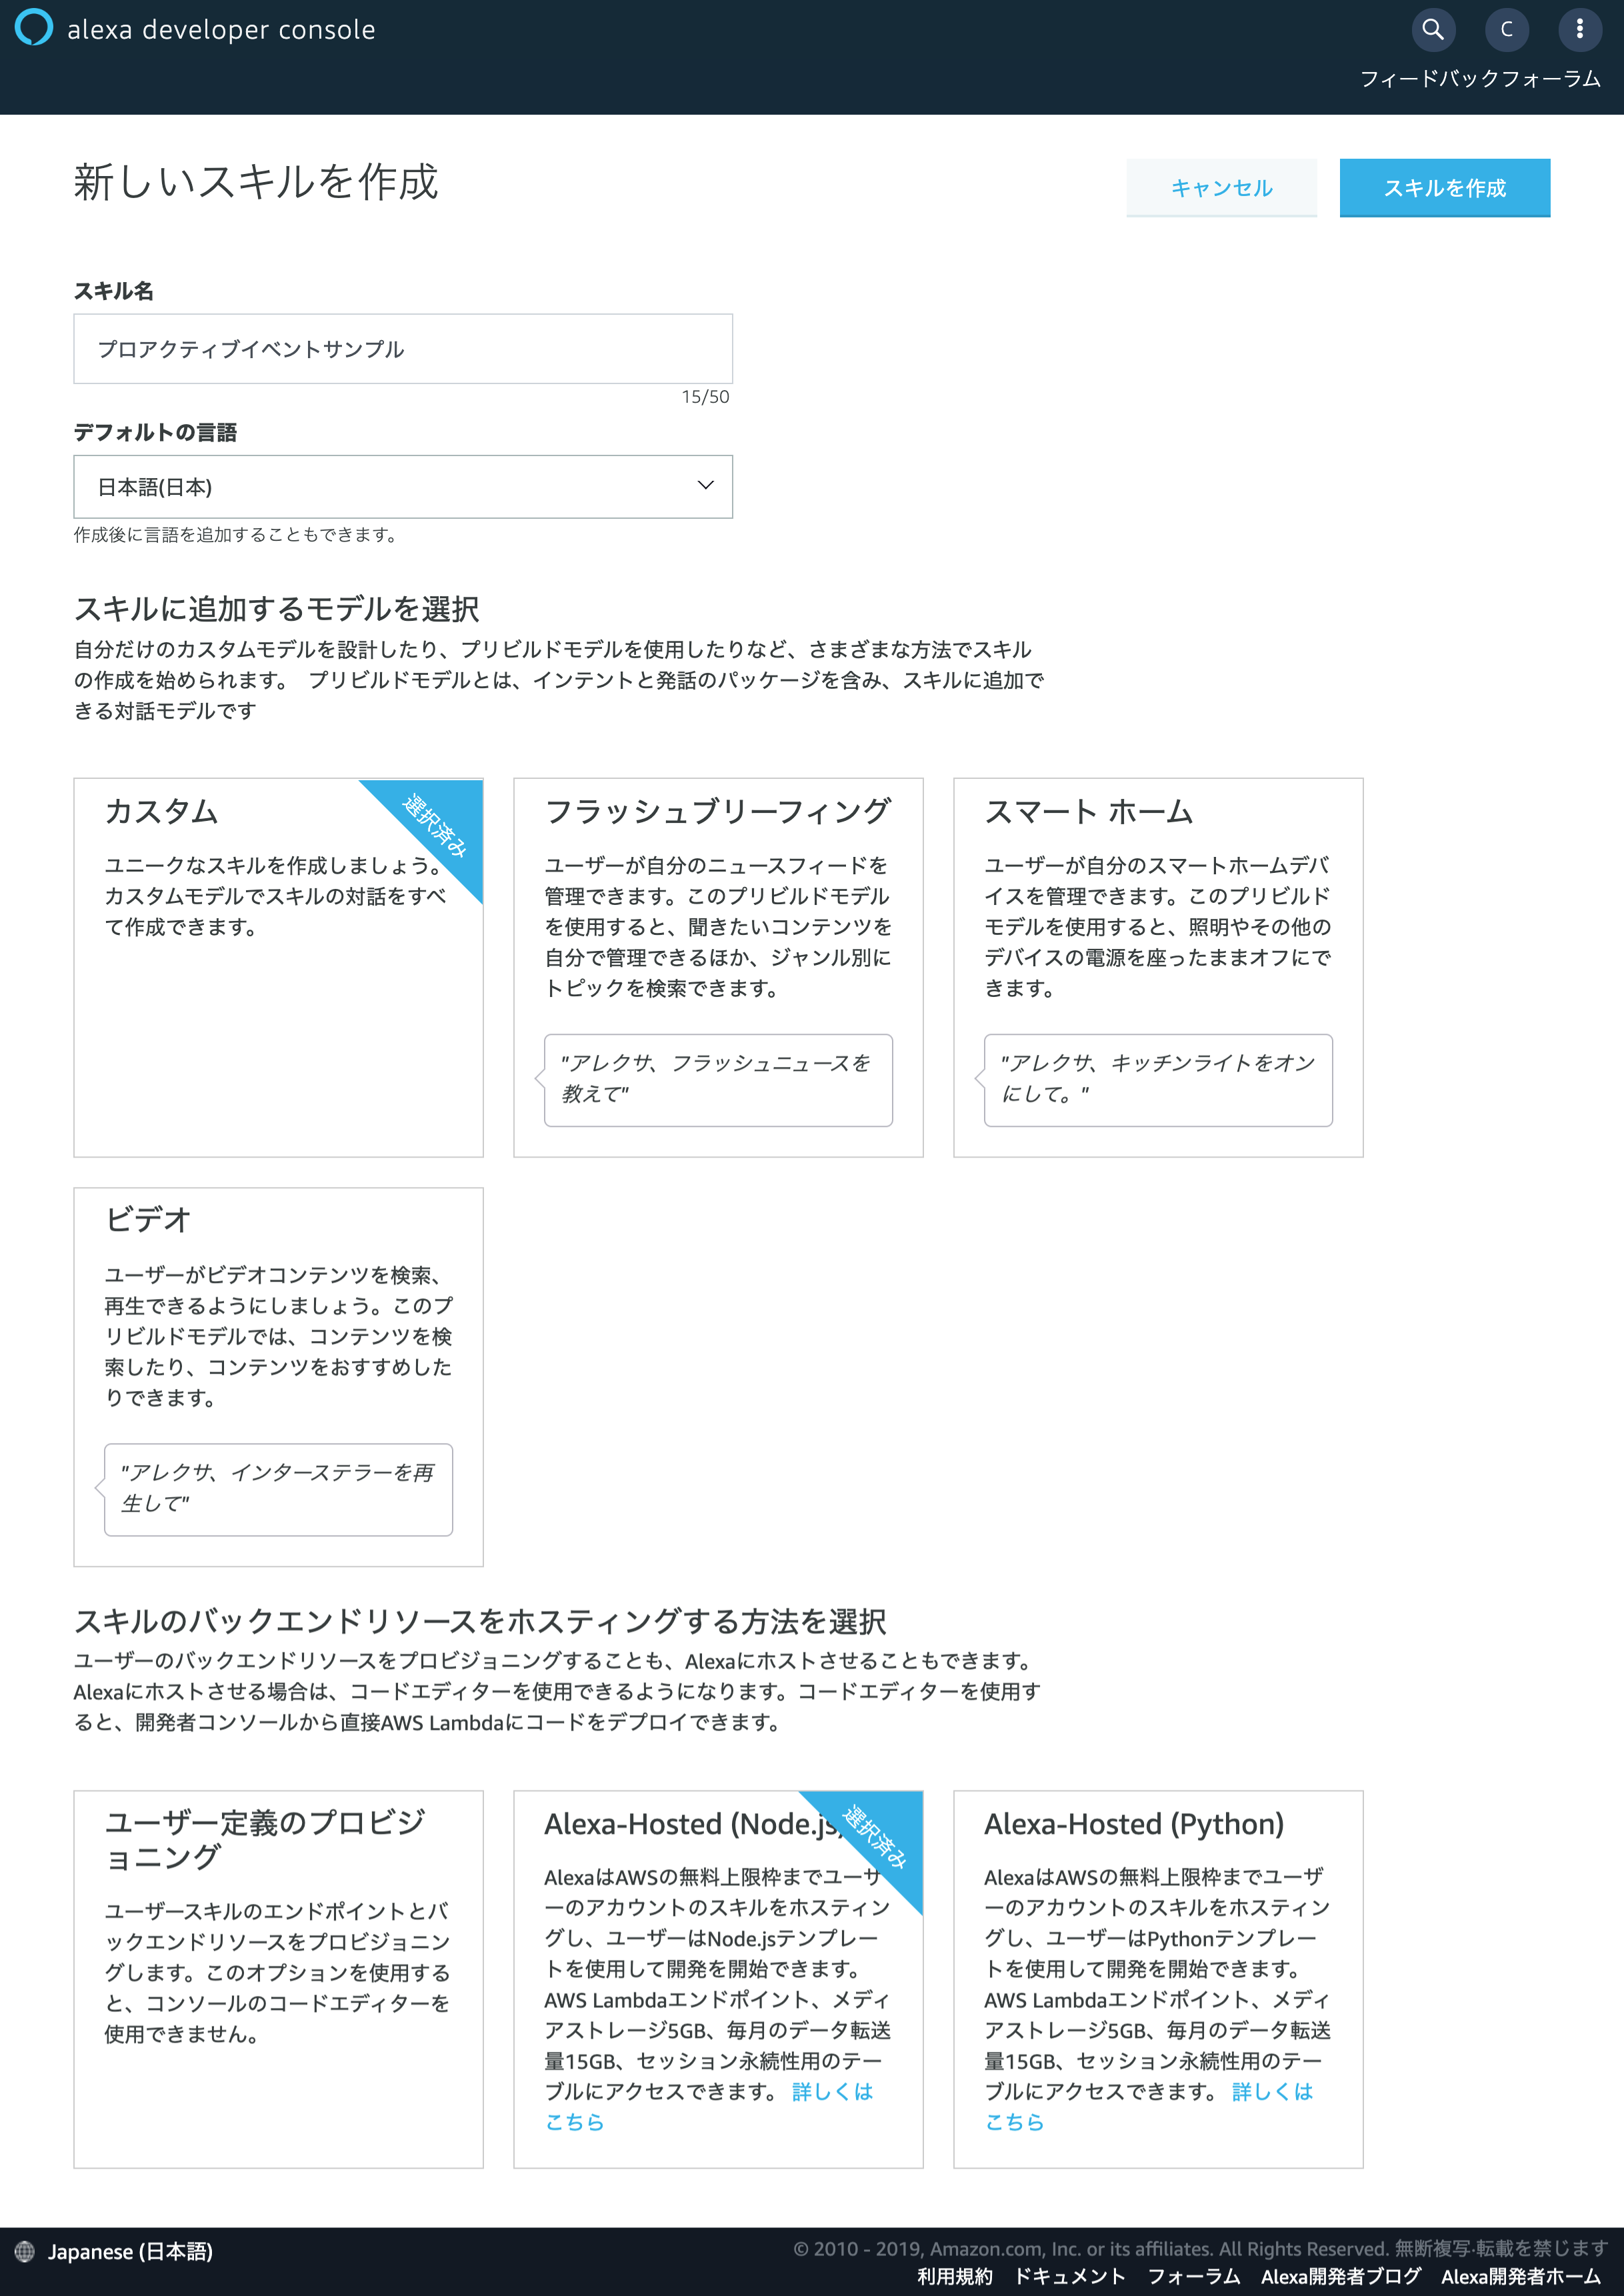 alexa developer console
C
フィードバックフォーラム
新しいスキルを作成
キャンセル
スキルを作成
スキル名
プロアクティブイベントサンプル
15/50
デフォルトの言語
日本語(日本)
作成後に言語を追加することもできます。
スキルに追加するモデルを選択
自分だけのカスタムモデルを設計したり、プリビルドモデルを使用したりなど、さまざまな方法でスキル
の作成を始められます。 プリビルドモデルとは、インテントと発話のパッケージを含み、スキルに追加で
きる対話モデルです
カスタム
選択済み
ユニークなスキルを作成しましょう。
カスタムモデルでスキルの対話をすべ
て作成できます。
フラッシュブリーフィング
ユーザーが自分のニュースフィードを
管理できます。このプリビルドモデル
を使用すると、聞きたいコンテンツを
自分で管理できるほか、ジャンル別に
トピックを検索できます。
"アレクサ、フラッシュニュースを
教えて"
スマート ホーム
ユーザーが自分のスマートホームデバ
イスを管理できます。このプリビルド
モデルを使用すると、照明やその他の
デバイスの電源を座ったままオフにで
きます。
"アレクサ、キッチンライトをオン
にして。"
ビデオ
ユーザーがビデオコンテンツを検索、
再生できるようにしましょう。このプ
リビルドモデルでは、コンテンツを検
索したり、コンテンツをおすすめした
りできます。
"アレクサ、インターステラーを再
生して"
スキルのバックエンドリソースをホスティングする方法を選択
ユーザーのバックエンドリソースをプロビジョニングすることも、Alexaにホストさせることもできます。
Alexaにホストさせる場合は、コードエディターを使用できるようになります。コードエディターを使用す
ると、開発者コンソールから直接AWS Lambdaにコードをデプロイできます。
ユーザー定義のプロビジ
ョニング
ユーザースキルのエンドポイントとバ
ックエンドリソースをプロビジョニン
グします。このオプションを使用する
と、コンソールのコードエディターを
使用できません。
Alexa-Hosted (Node.js)
選択済み
AlexaはAWSの無料上限枠までユーザ
ーのアカウントのスキルをホスティン
グし、ユーザーはNode.jsテンプレー
トを使用して開発を開始できます。
AWS Lambdaエンドポイント、メディ
アストレージ5GB、毎月のデータ転送
量15GB、セッション永続性用のテー
ブルにアクセスできます。 詳しくは
こちら
Alexa-Hosted (Python)
AlexaはAWSの無料上限枠までユーザ
ーのアカウントのスキルをホスティン
グし、ユーザーはPythonテンプレー
トを使用して開発を開始できます。
AWS Lambdaエンドポイント、メディ
アストレージ5GB、毎月のデータ転送
量15GB、セッション永続性用のテー
ブルにアクセスできます。 詳しくは
こちら
Japanese (日本語)
© 2010 - 2019, Amazon.com, Inc. or its affiliates. All Rights Reserved. 無断複写·転載を禁じます
利用規約 ドキュメント フォーラム Alexa開発者ブログ Alexa開発者ホーム